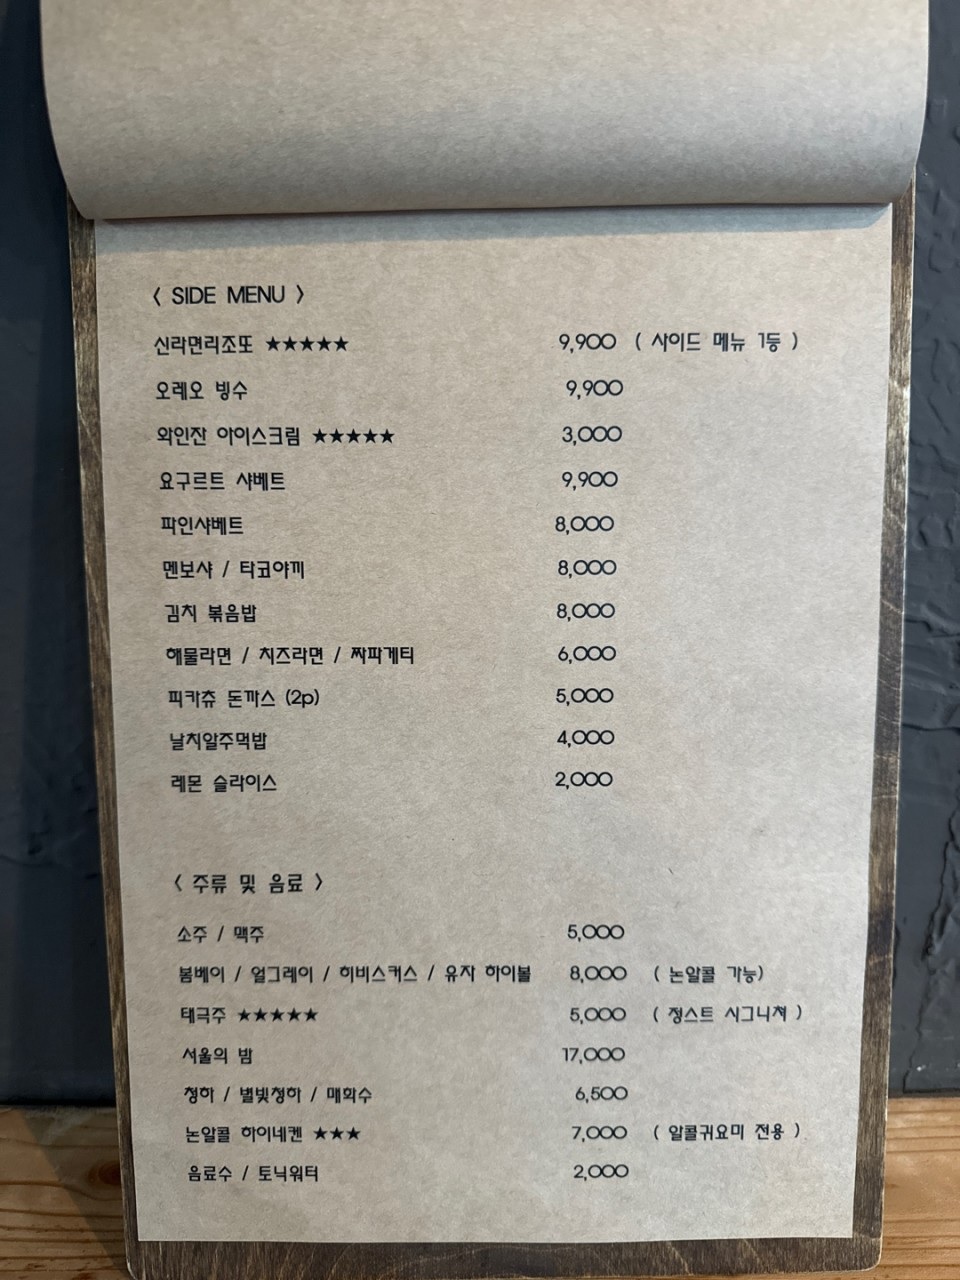 〈 SIDE MENU 〉
신라면리조또 ★★★★★ 9,900 ( 사이드 메뉴 1등 )
오레오 빙수 9,900
와인잔 아이스크림 ★★★★★ 3,000
요구르트 샤베트 9,900
파인샤베트 8,000
멘보샤 / 타코야끼 8,000
김치 볶음밥 8,000
해물라면 / 치즈라면 / 짜파게티 6,000
피카츄 돈까스 (2p) 5,000
날치알주먹밥 4,000
레몬 슬라이스 2,000
〈 주류 및 음료 〉
소주 / 맥주 5,000
봄베이 / 얼그레이 / 히비스커스 / 유자 하이볼 8,000 ( 논알콜 가능)
태극주 ★★★★★ 5,000 ( 정스트 시그니쳐 )
서울의 밤 17,000
청하 / 별빛청하 / 매화수 6,500
논알콜 하이네켄 ★★★ 7,000 ( 알콜귀요미 전용 )
음료수 / 토닉워터 2,000